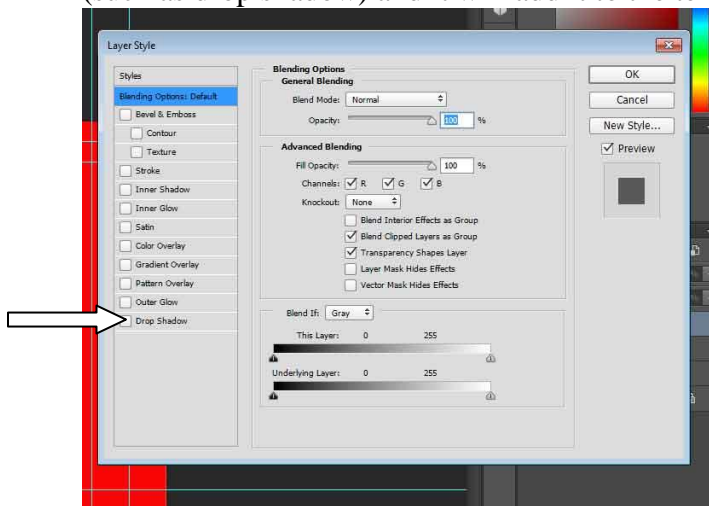 Layer Style
Styles
Blending Options: Default
Bevel & Emboss
Contour
Texture
Stroke
Inner Shadow
Inner Glow
Satin
Color Overlay
Gradient Overlay
Pattern Overlay
Outer Glow
Drop Shadow
Blending Options
General Blending
Blend Mode: Normal
Opacity: 100 %
Advanced Blending
Fill Opacity: 100 %
Channels: R G B
Knockout: None
Blend Interior Effects as Group
Blend Clipped Layers as Group
Transparency Shapes Layer
Layer Mask Hides Effects
Vector Mask Hides Effects
Blend If: Gray
This Layer: 0 255
Underlying Layer: 0 255
OK
Cancel
New Style...
Preview